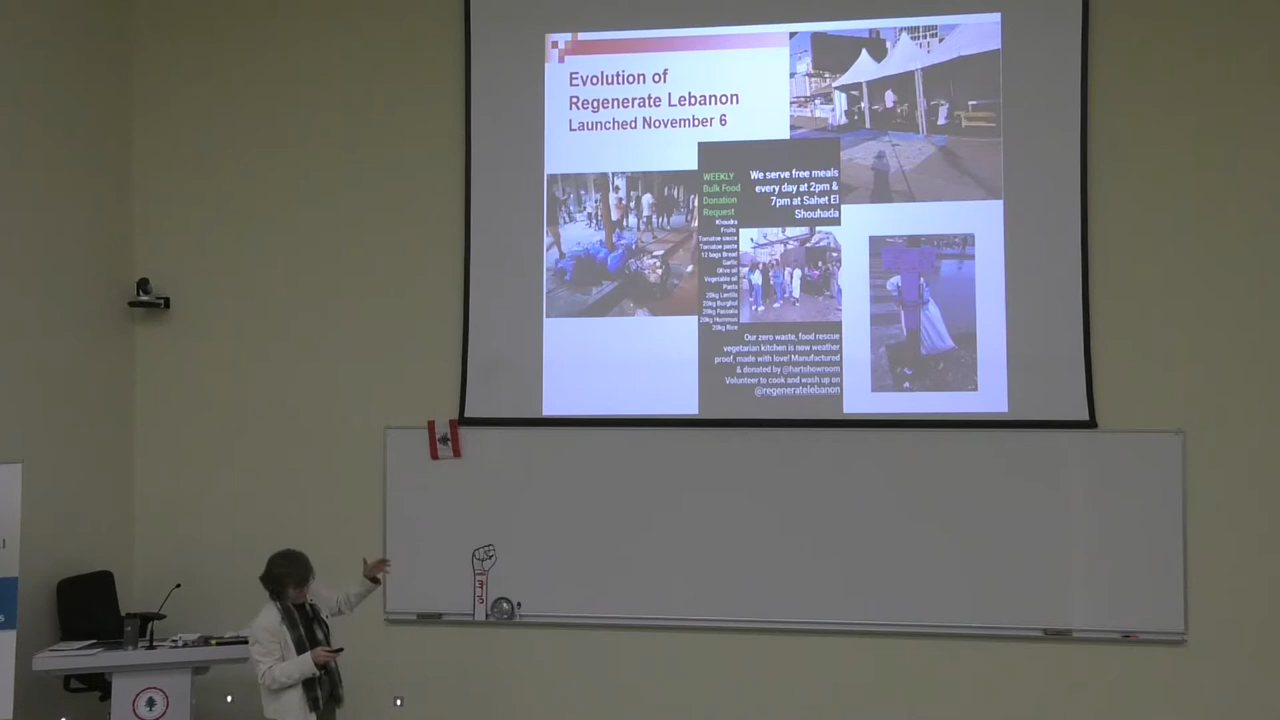 Evolution of
Regenerate Lebanon
Launched November 6
WEEKLY
Bulk Food
Donation
Request
Khoudra
Fruits
Tomatoe sauce
Tomatoe paste
12 bags Bread
Garlic
Olive oil
Vegetable oil
Pasta
20kg Lentils
20kg Burghul
20kg Fassolia
20kg Hummus
20kg Rice
We serve free meals
every day at 2pm &
7pm at Sahet El
Shouhada
Our zero waste, food rescue
vegetarian kitchen is now weather
proof, made with love! Manufactured
& donated by @hartshowroom
Volunteer to cook and wash up on
@regeneratelebanon